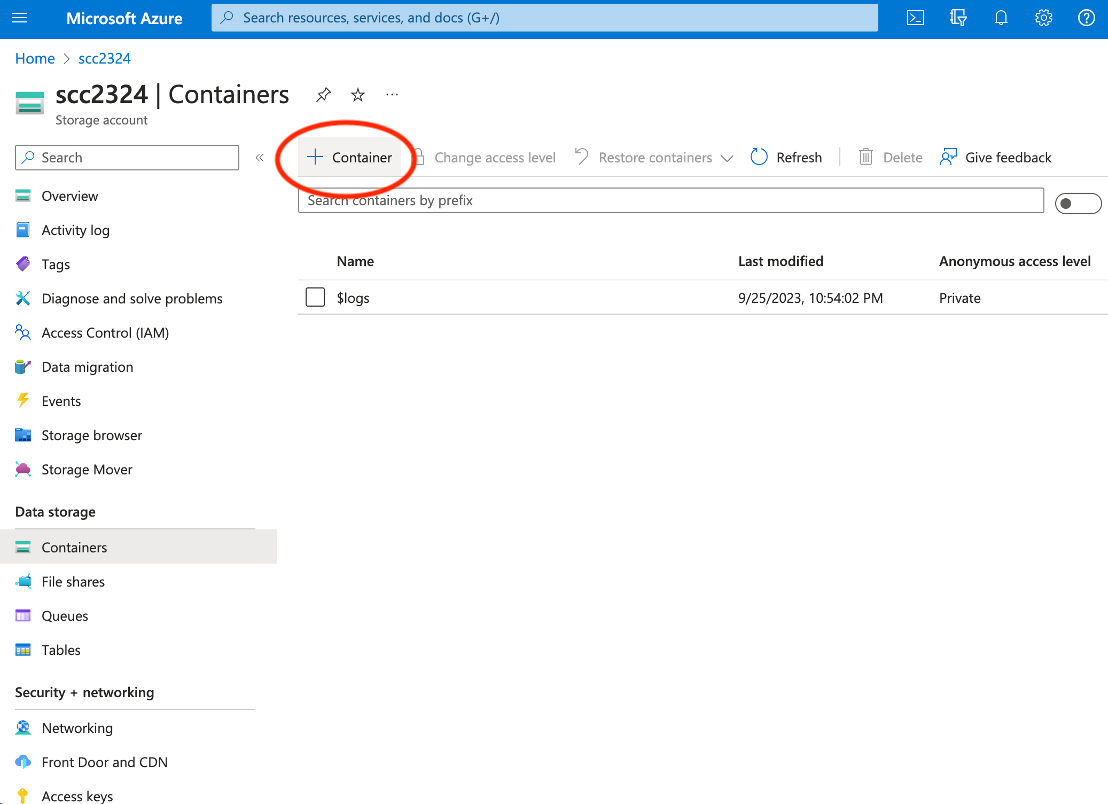 Microsoft Azure
Search resources, services, and docs (G+/)
Home > scc2324
scc2324 | Containers
Storage account
Search
Container
Change access level
Restore containers
Refresh
Delete
Give feedback
Search containers by prefix
Overview
Activity log
Tags
Diagnose and solve problems
Access Control (IAM)
Data migration
Events
Storage browser
Storage Mover
Data storage
Containers
File shares
Queues
Tables
Security + networking
Networking
Front Door and CDN
Access keys
Name Last modified Anonymous access level
$logs 9/25/2023, 10:54:02 PM Private